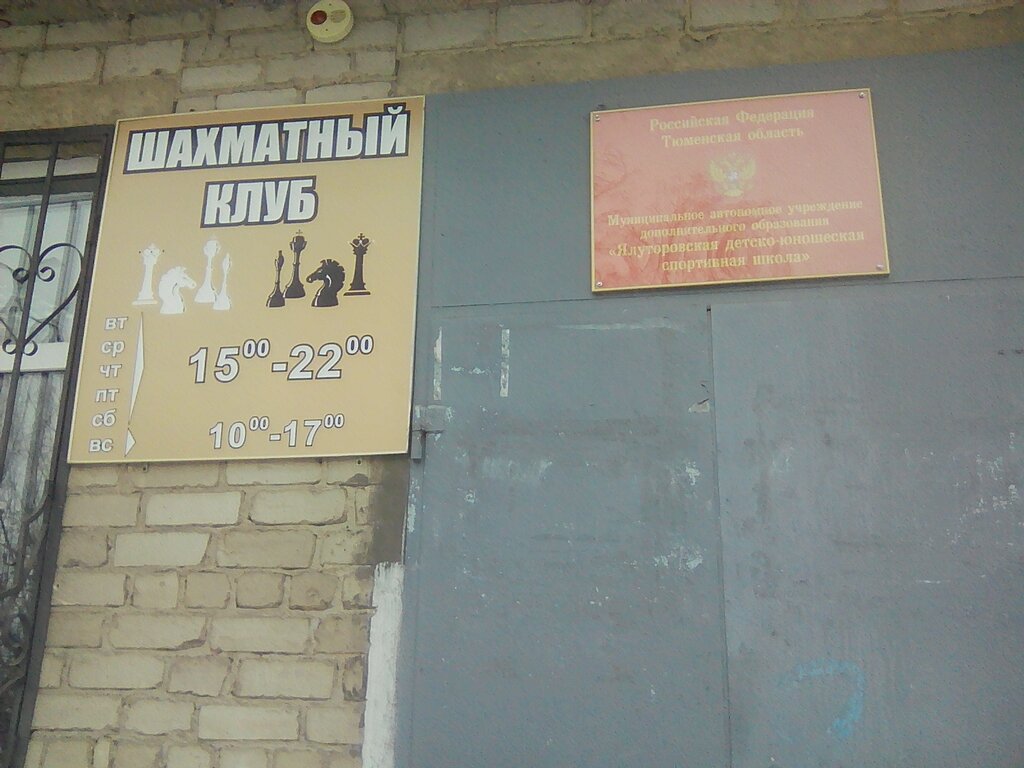 ШАХМАТНЫЙ
КЛУБ
вт
ср
чт
пт
сб
вс
15⁰⁰-22⁰⁰
10⁰⁰-17⁰⁰
Российская Федерация
Тюменская область
Муниципальное автономное учреждение
дополнительного образования
«Ялуторовская детско-юношеская
спортивная школа»